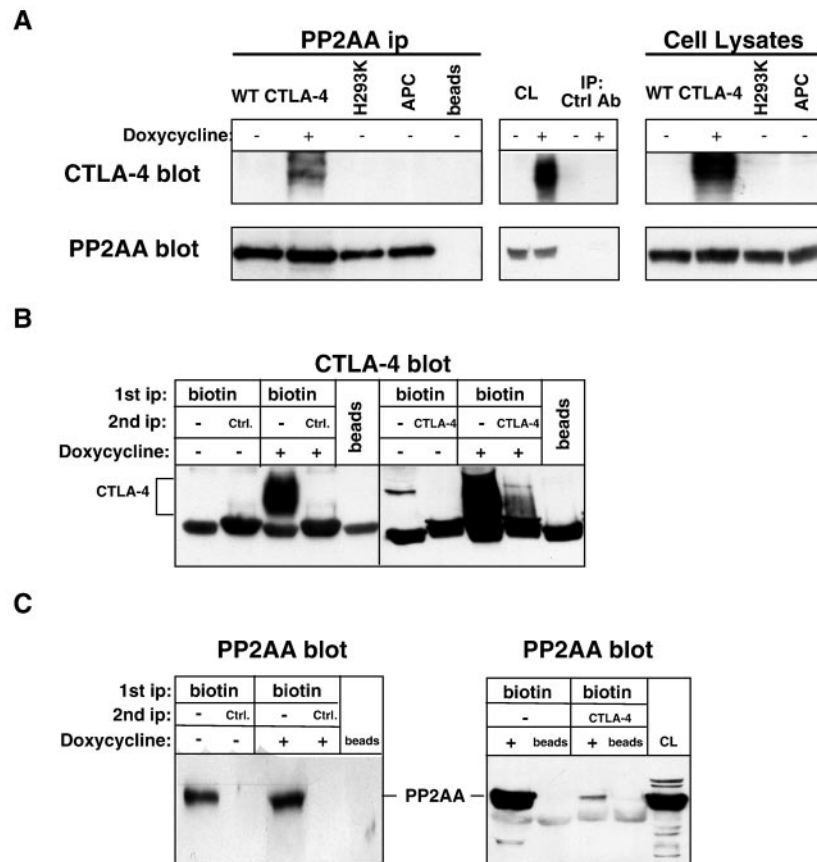 A
PP2AA ip
Cell Lysates
WT CTLA-4 H293K APC beads
CL IP: Ctrl Ab
WT CTLA-4 H293K APC
Doxycycline: - + - - - - + - + - + - -
CTLA-4 blot
PP2AA blot
B
CTLA-4 blot
1st ip: biotin biotin beads biotin biotin beads
2nd ip: - Ctrl. - Ctrl. - CTLA-4 - CTLA-4
Doxycycline: - - + + - - + +
CTLA-4
C
PP2AA blot PP2AA blot
1st ip: biotin biotin biotin biotin
2nd ip: - Ctrl. - Ctrl. - CTLA-4
Doxycycline: - - + + beads + beads + beads CL
PP2AA